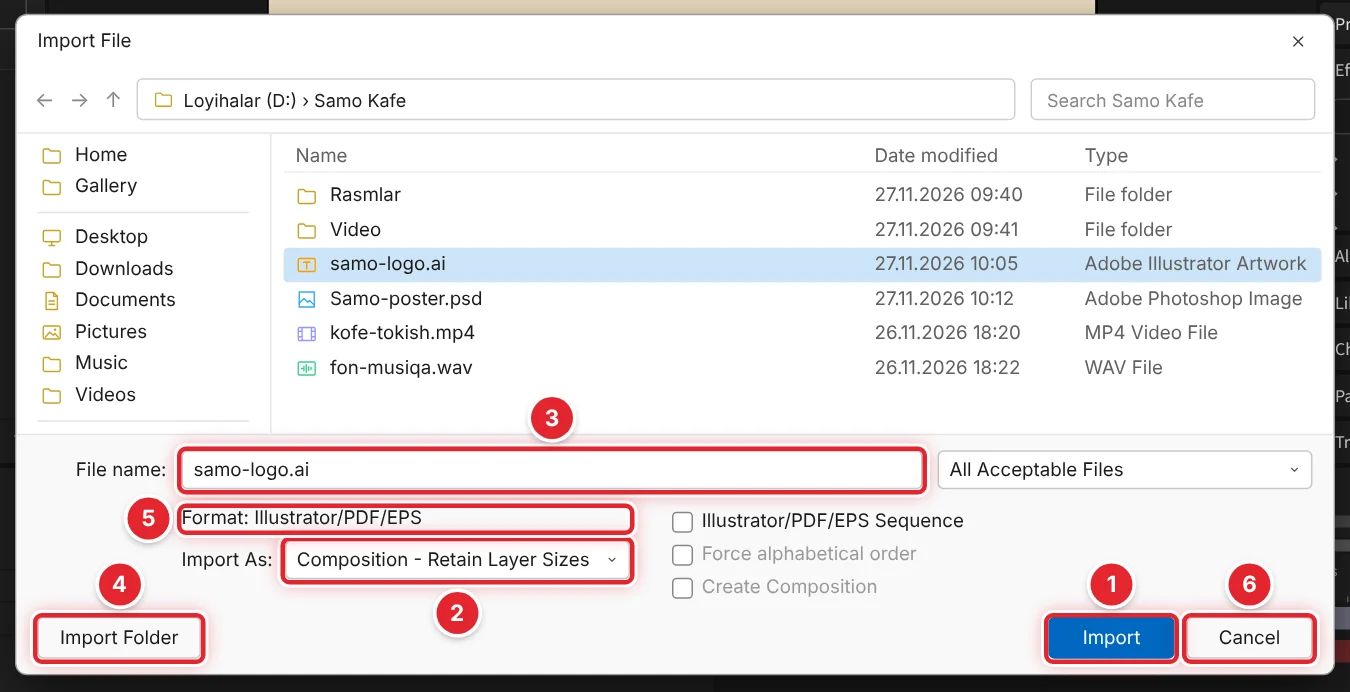 Import File
Loyihalar (D:) › Samo Kafe
Search Samo Kafe
Home
Gallery
Desktop
Downloads
Documents
Pictures
Music
Videos
Name Date modified Type
Rasmlar 27.11.2026 09:40 File folder
Video 27.11.2026 09:41 File folder
samo-logo.ai 27.11.2026 10:05 Adobe Illustrator Artwork
Samo-poster.psd 27.11.2026 10:12 Adobe Photoshop Image
kofe-tokish.mp4 26.11.2026 18:20 MP4 Video File
fon-musiqa.wav 26.11.2026 18:22 WAV File
3
File name: samo-logo.ai All Acceptable Files
5 Format: Illustrator/PDF/EPS
Illustrator/PDF/EPS Sequence
Import As: Composition - Retain Layer Sizes
Force alphabetical order
Create Composition
4
2
1
6
Import Folder
Import
Cancel